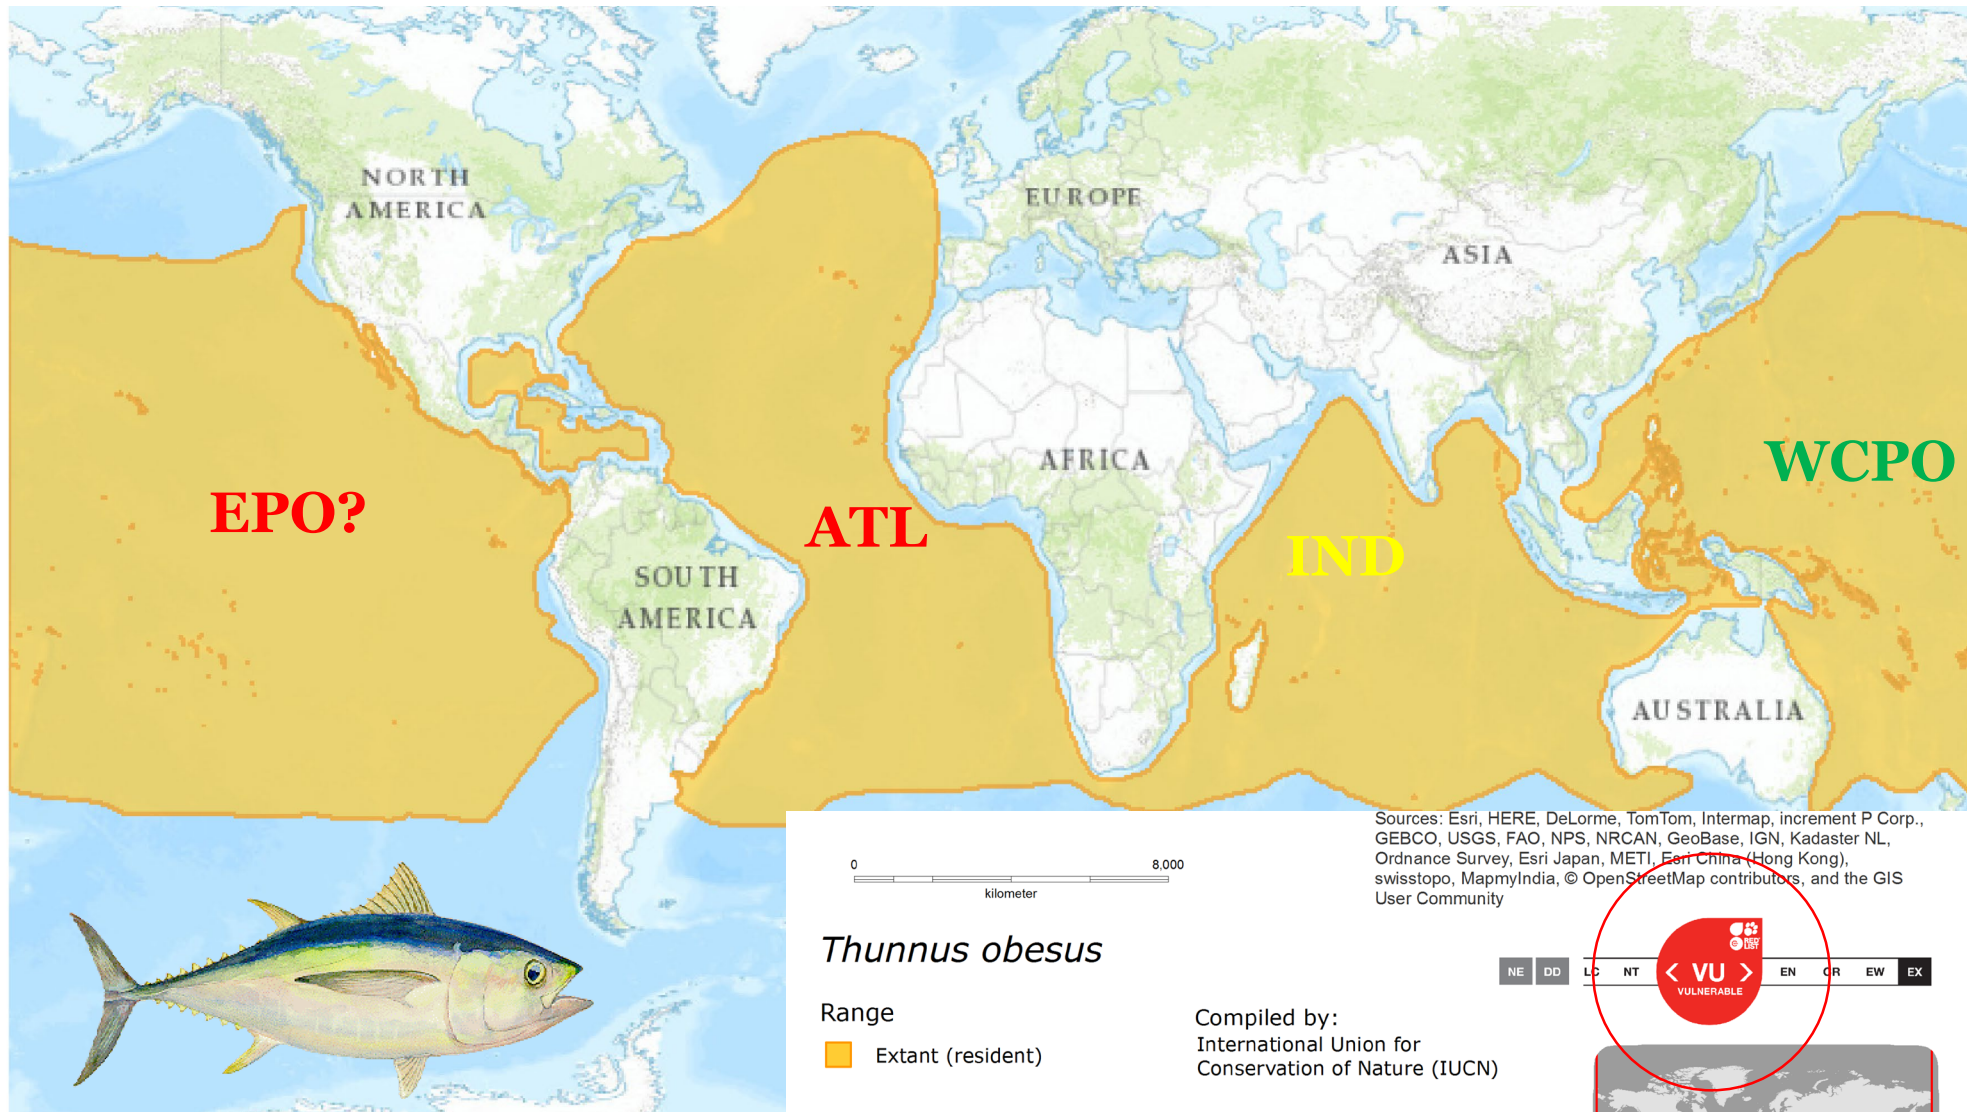 NORTH
AMERICA
EUROPE
ASIA
AFRICA
WCPO
EPO?
ATL
IND
SOUTH
AMERICA
AUSTRALIA
Sources: Esri, HERE, DeLorme, TomTom, Intermap, increment P Corp.,
GEBCO, USGS, FAO, NPS, NRCAN, GeoBase, IGN, Kadaster NL,
Ordnance Survey, Esri Japan, METI, Esri China (Hong Kong),
swisstopo, MapmyIndia, © OpenStreetMap contributors, and the GIS
User Community
0 8,000
kilometer
Thunnus obesus
RED LIST
NE DD LC NT < VU > EN CR EW EX
VULNERABLE
Range
Extant (resident)
Compiled by:
International Union for
Conservation of Nature (IUCN)